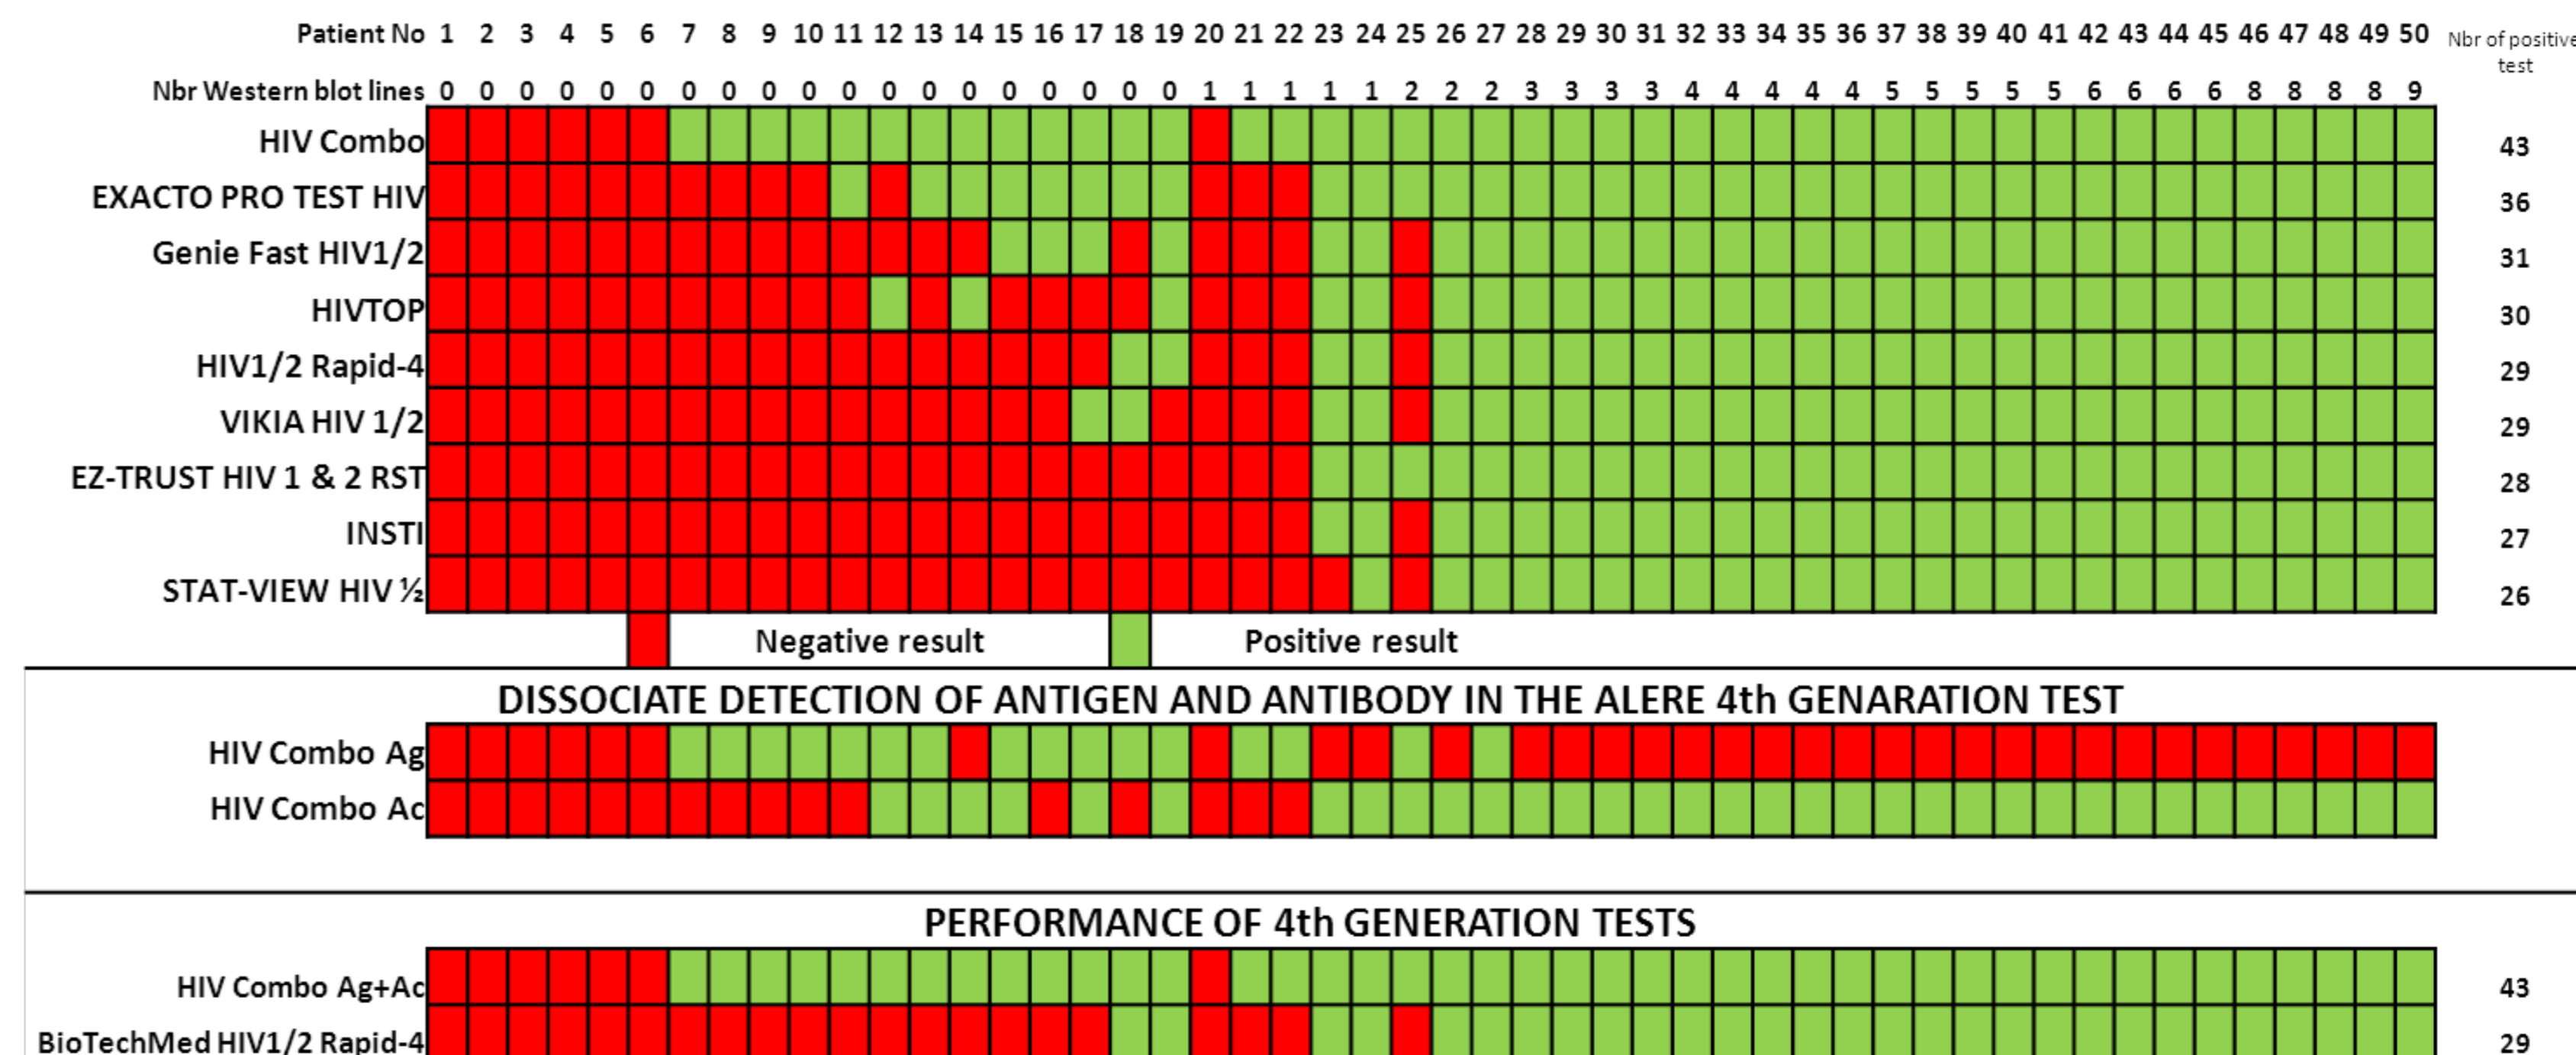 Patient No 1 2 3 4 5 6 7 8 9 10 11 12 13 14 15 16 17 18 19 20 21 22 23 24 25 26 27 28 29 30 31 32 33 34 35 36 37 38 39 40 41 42 43 44 45 46 47 48 49 50 Nbr of positive
test
Nbr Western blot lines 0 0 0 0 0 0 0 0 0 0 0 0 0 0 0 0 0 0 0 1 1 1 1 1 2 2 2 3 3 3 3 4 4 4 4 4 5 5 5 5 5 6 6 6 6 8 8 8 8 9
HIV Combo 43
EXACTO PRO TEST HIV 36
Genie Fast HIV1/2 31
HIVTOP 30
HIV1/2 Rapid-4 29
VIKIA HIV 1/2 29
EZ-TRUST HIV 1 & 2 RST 28
INSTI 27
STAT-VIEW HIV ½ 26
Negative result Positive result
DISSOCIATE DETECTION OF ANTIGEN AND ANTIBODY IN THE ALERE 4th GENARATION TEST
HIV Combo Ag
HIV Combo Ac
PERFORMANCE OF 4th GENERATION TESTS
HIV Combo Ag+Ac 43
BioTechMed HIV1/2 Rapid-4 29